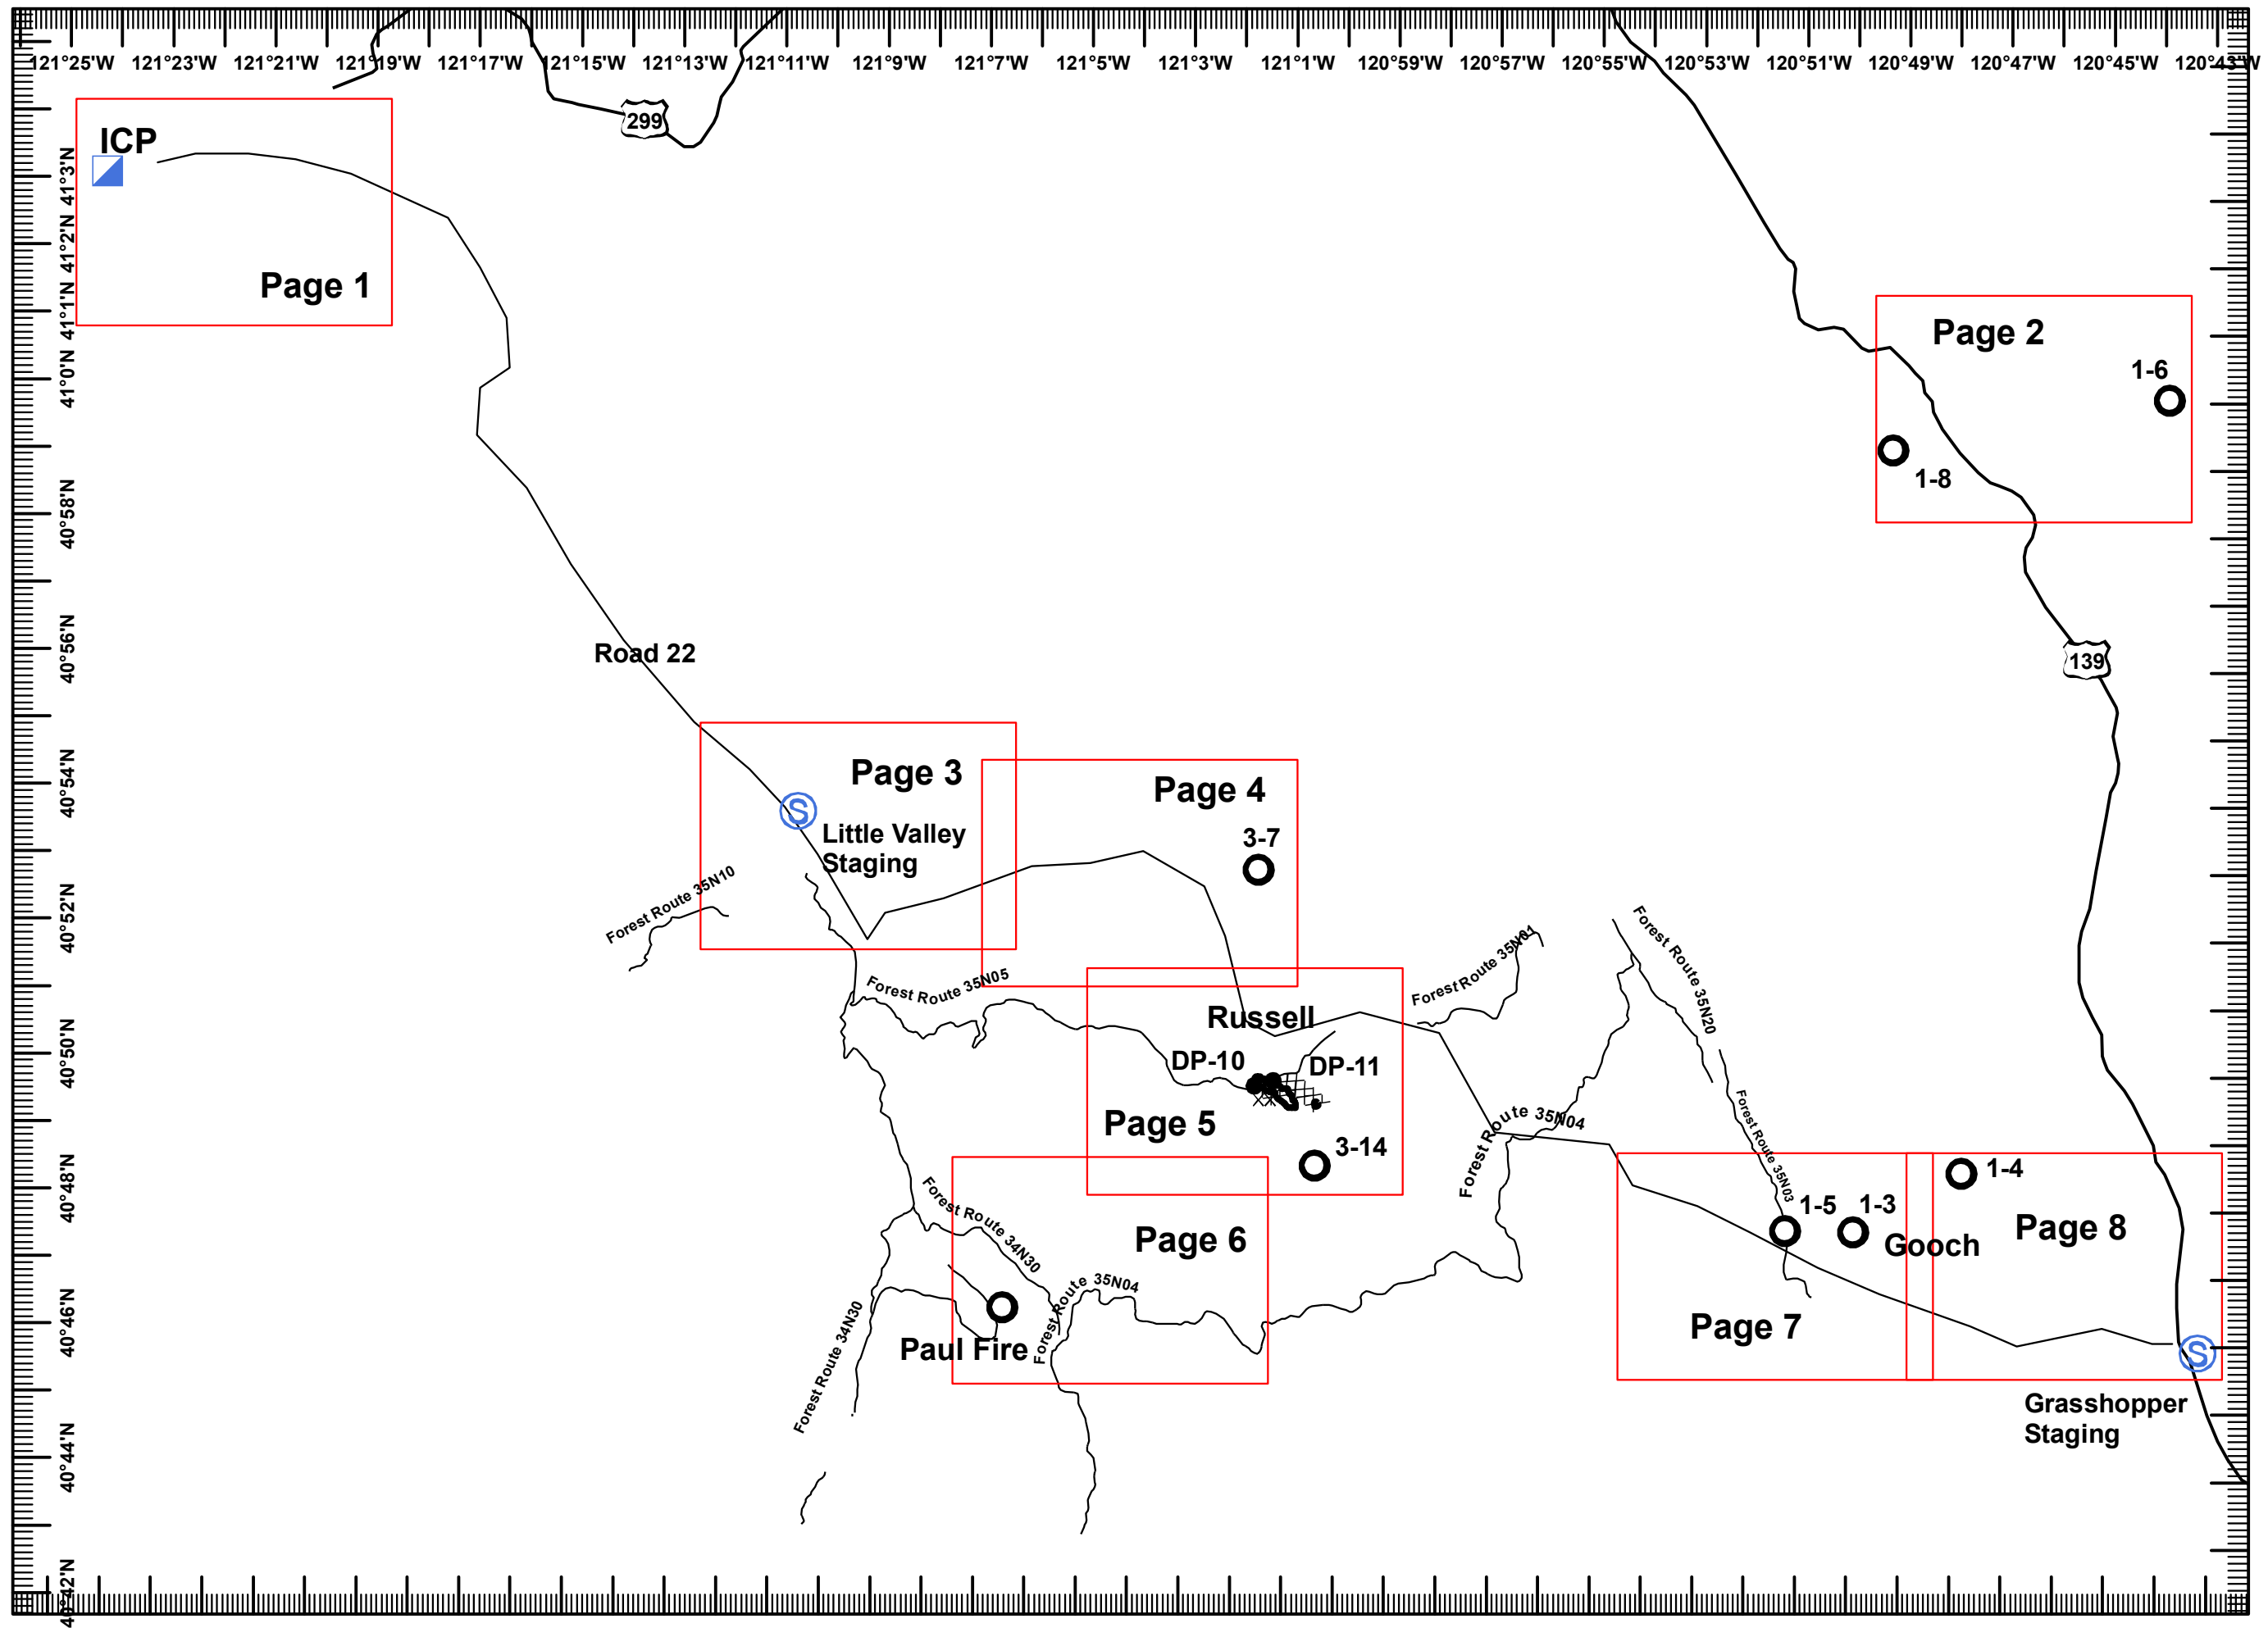 121°25'W 121°23'W 121°21'W 121°19'W 121°17'W 121°15'W 121°13'W 121°11'W 121°9'W 121°7'W 121°5'W 121°3'W 121°1'W 120°59'W 120°57'W 120°55'W 120°53'W 120°51'W 120°49'W 120°47'W 120°45'W 120°43'W
299
ICP
41°3'N
41°2'N
Page 1
41°1'N
Page 2
41°0'N
1-6
1-8
40°58'N
40°56'N
Road 22
139
40°54'N
Page 3
Page 4
S
Little Valley
Staging
3-7
40°52'N
Forest Route 35N10
Forest Route 35N05
Forest Route 35N01
Forest Route 35N20
Russell
40°50'N
DP-10
DP-11
Page 5
Forest Route 35N04
Forest Route 35N03
3-14
40°48'N
1-4
1-5
1-3
Gooch
Page 8
Forest Route 34N30
Page 6
Forest Route 35N04
40°46'N
Page 7
Paul Fire
Forest Route 34N30
S
Grasshopper
Staging
40°44'N
40°42'N